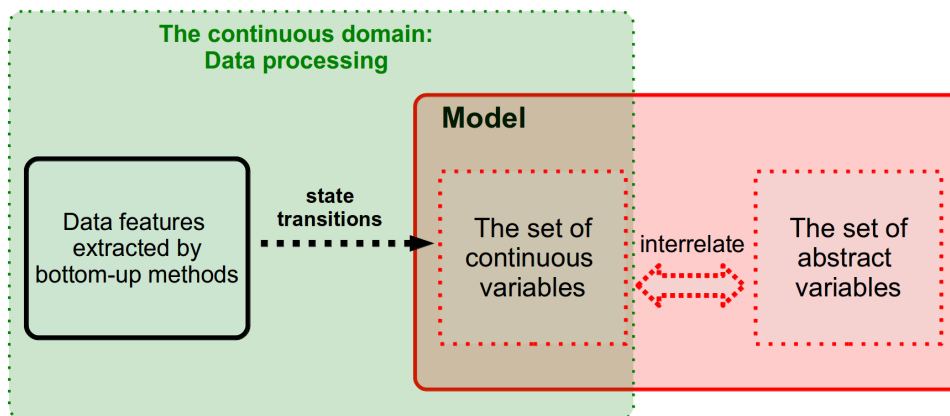 The continuous domain:
Data processing
Model
Data features
extracted by
bottom-up methods
state
transitions
The set of
continuous
variables
interrelate
The set of
abstract
variables